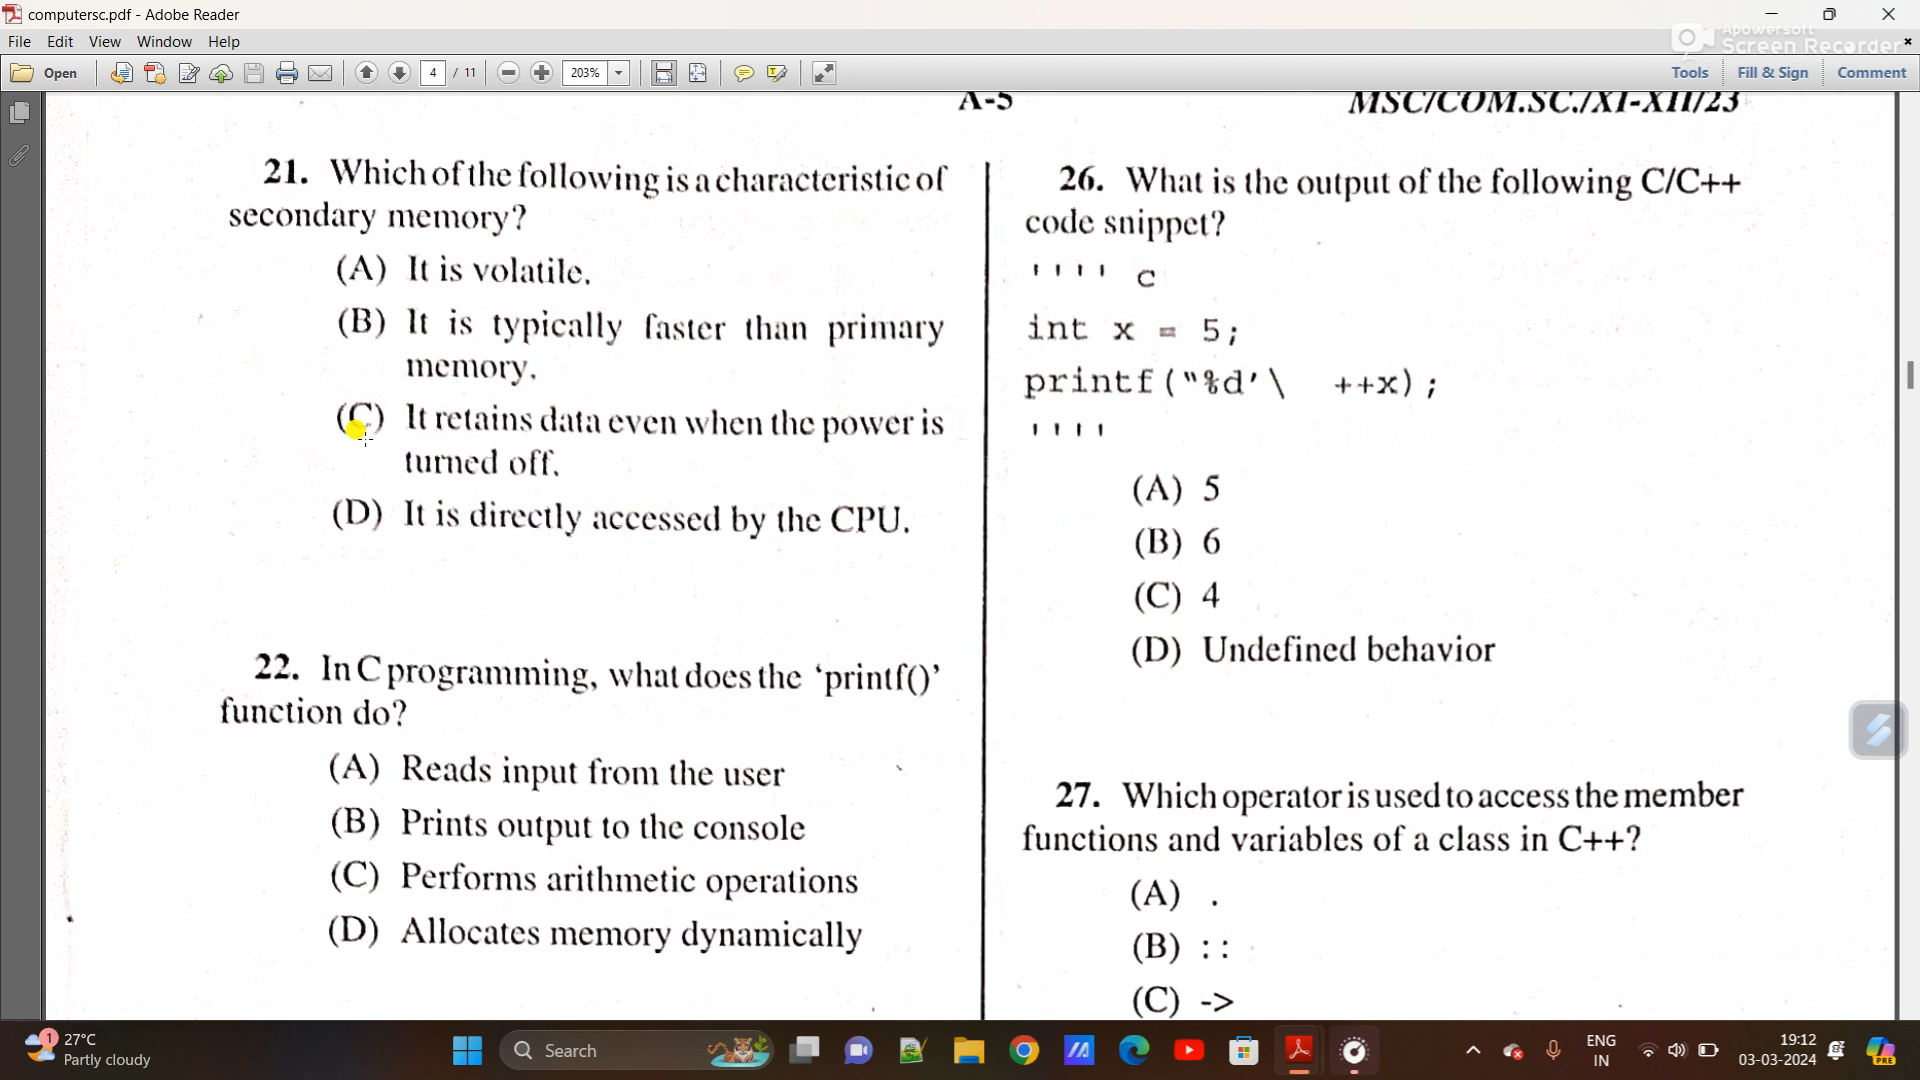 computersc.pdf - Adobe Reader
Apowersoft
Screen Recorder
File Edit View Window Help
Open 4 / 11 203% Tools Fill & Sign Comment
A-5 MSC/COM.SC./XI-XII/23
21. Which of the following is a characteristic of
secondary memory?
(A) It is volatile.
(B) It is typically faster than primary
memory.
(C) It retains data even when the power is
turned off.
(D) It is directly accessed by the CPU.
22. In C programming, what does the ‘printf()’
function do?
(A) Reads input from the user
(B) Prints output to the console
(C) Performs arithmetic operations
(D) Allocates memory dynamically
26. What is the output of the following C/C++
code snippet?
'''' c
int x = 5;
printf("%d'\ ++x);
''''
(A) 5
(B) 6
(C) 4
(D) Undefined behavior
27. Which operator is used to access the member
functions and variables of a class in C++?
(A) .
(B) ::
(C) ->
1
27°C
Partly cloudy
Search
ENG
IN
19:12
03-03-2024
PRE